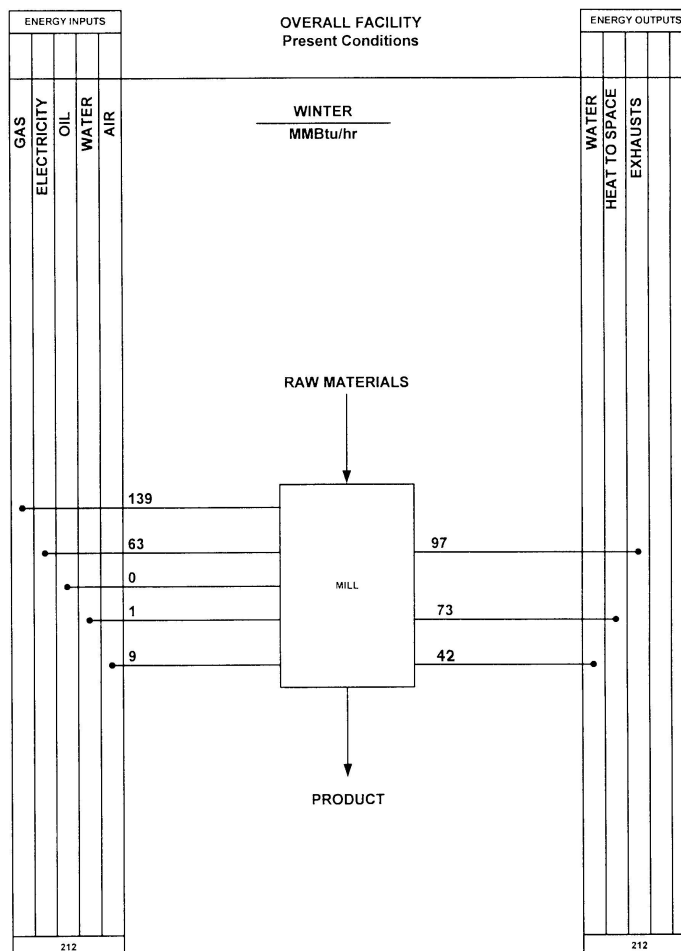 ENERGY INPUTS
OVERALL FACILITY
Present Conditions
ENERGY OUTPUTS
GAS
ELECTRICITY
OIL
WATER
AIR
WINTER
MMBtu/hr
WATER
HEAT TO SPACE
EXHAUSTS
RAW MATERIALS
139
63
97
0
MILL
1
73
9
42
PRODUCT
212
212